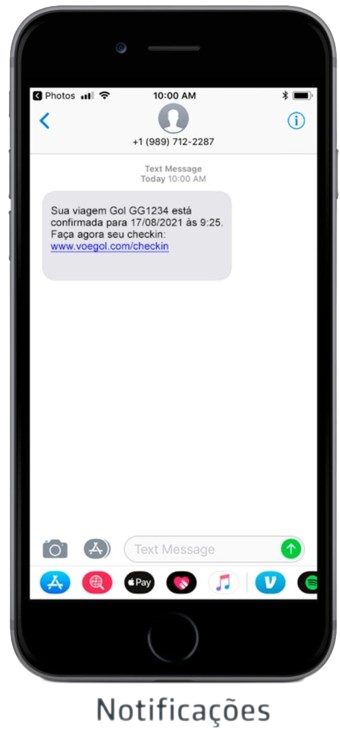 Photos
10:00 AM
+1 (989) 712-2287
Text Message
Today 10:00 AM
Sua viagem Gol GG1234 está
confirmada para 17/08/2021 às 9:25.
Faça agora seu checkin:
www.voegol.com/checkin
Text Message
Pay
Notificações